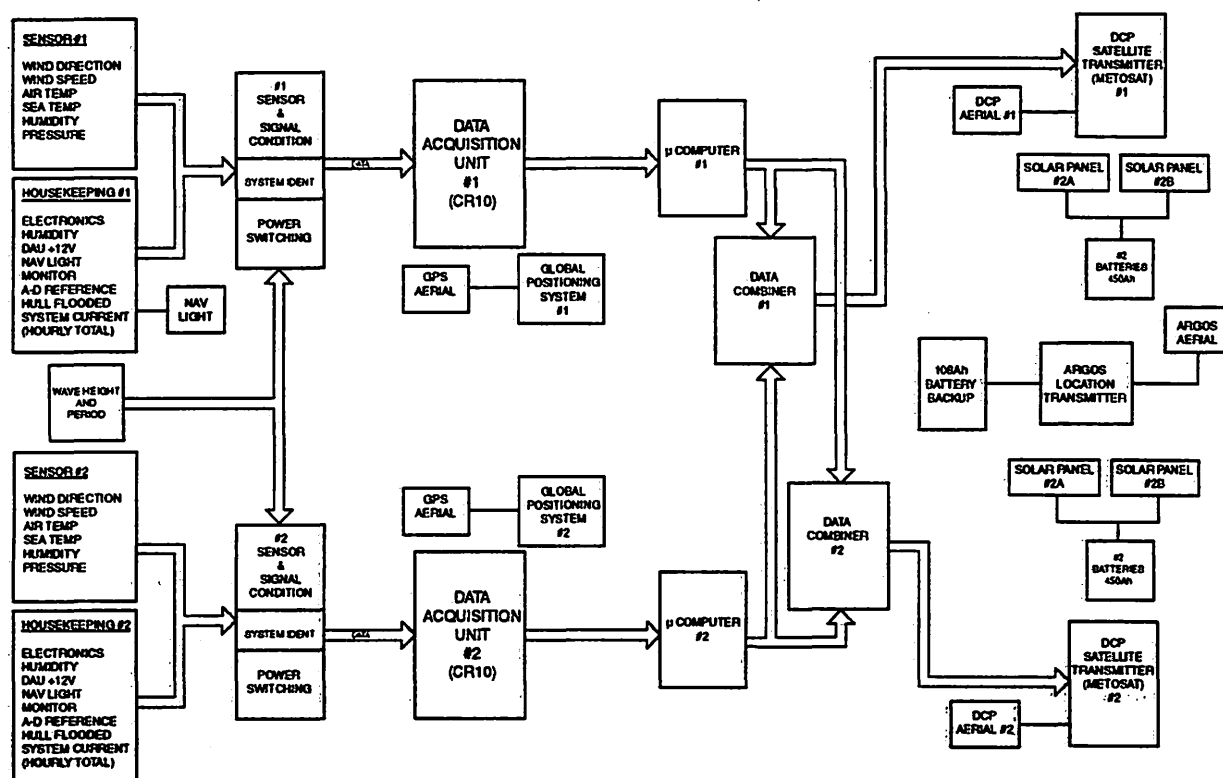 SENSOR #1
WIND DIRECTION
WIND SPEED
AIR TEMP
SEA TEMP
HUMIDITY
PRESSURE
HOUSEKEEPING #1
ELECTRONICS
HUMIDITY
DAU +12V
NAV LIGHT
MONITOR
A-D REFERENCE
HULL FLOODED
SYSTEM CURRENT
(HOURLY TOTAL)
NAV
LIGHT
WAVE HEIGHT
AND
PERIOD
SENSOR #2
WIND DIRECTION
WIND SPEED
AIR TEMP
SEA TEMP
HUMIDITY
PRESSURE
HOUSEKEEPING #2
ELECTRONICS
HUMIDITY
DAU +12V
NAV LIGHT
MONITOR
A-D REFERENCE
HULL FLOODED
SYSTEM CURRENT
(HOURLY TOTAL)
#1
SENSOR
&
SIGNAL
CONDITION
SYSTEM IDENT
POWER
SWITCHING
DATA
DATA
ACQUISITION
UNIT
#1
(CR10)
GPS
AERIAL
GLOBAL
POSITIONING
SYSTEM
#1
#2
SENSOR
&
SIGNAL
CONDITION
SYSTEM IDENT
POWER
SWITCHING
DATA
GPS
AERIAL
GLOBAL
POSITIONING
SYSTEM
#2
DATA
ACQUISITION
UNIT
#2
(CR10)
µ COMPUTER
#1
DATA
COMBINER
#1
DATA
COMBINER
#2
µ COMPUTER
#2
DCP
SATELLITE
TRANSMITTER
(METOSAT)
#1
DCP
AERIAL #1
SOLAR PANEL
#2A
SOLAR PANEL
#2B
#2
BATTERIES
450Ah
ARGOS
AERIAL
108Ah
BATTERY
BACKUP
ARGOS
LOCATION
TRANSMITTER
SOLAR PANEL
#2A
SOLAR PANEL
#2B
#2
BATTERIES
450Ah
DCP
SATELLITE
TRANSMITTER
(METOSAT)
#2
DCP
AERIAL #2